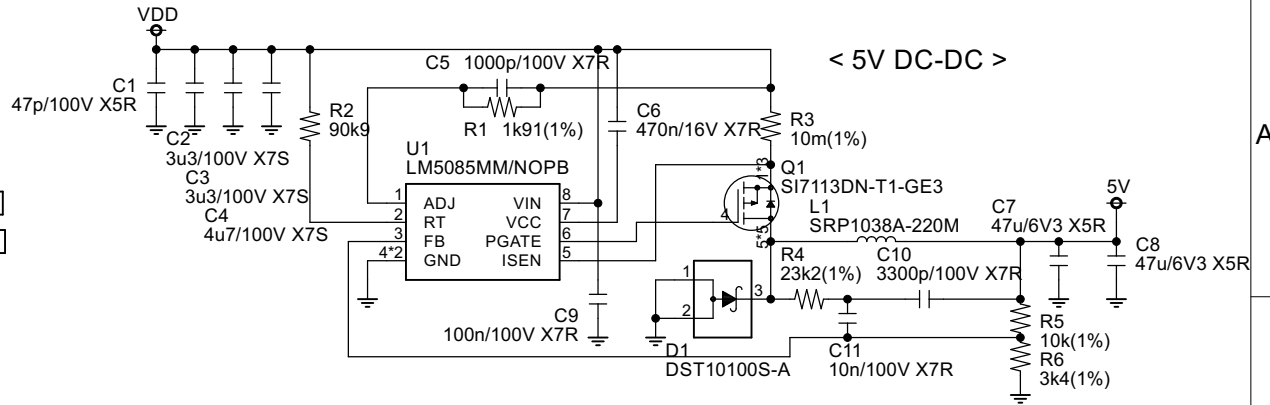 VDD
C5 1000p/100V X7R
< 5V DC-DC >
C1
47p/100V X5R
R2
90k9
C6
470n/16V X7R
R3
10m(1%)
A
R1 1k91(1%)
C2
3u3/100V X7S
U1
LM5085MM/NOPB
1*3
Q1
SI7113DN-T1-GE3
C3
3u3/100V X7S
1 ADJ VIN 8
2 RT VCC 7
3 FB PGATE 6
4*2 GND ISEN 5
4
5*5
5V
L1
SRP1038A-220M
C7
47u/6V3 X5R
C4
4u7/100V X7S
C8
47u/6V3 X5R
R4
23k2(1%)
C10
3300p/100V X7R
1
2
3
C9
100n/100V X7R
D1
DST10100S-A
C11
10n/100V X7R
R5
10k(1%)
R6
3k4(1%)